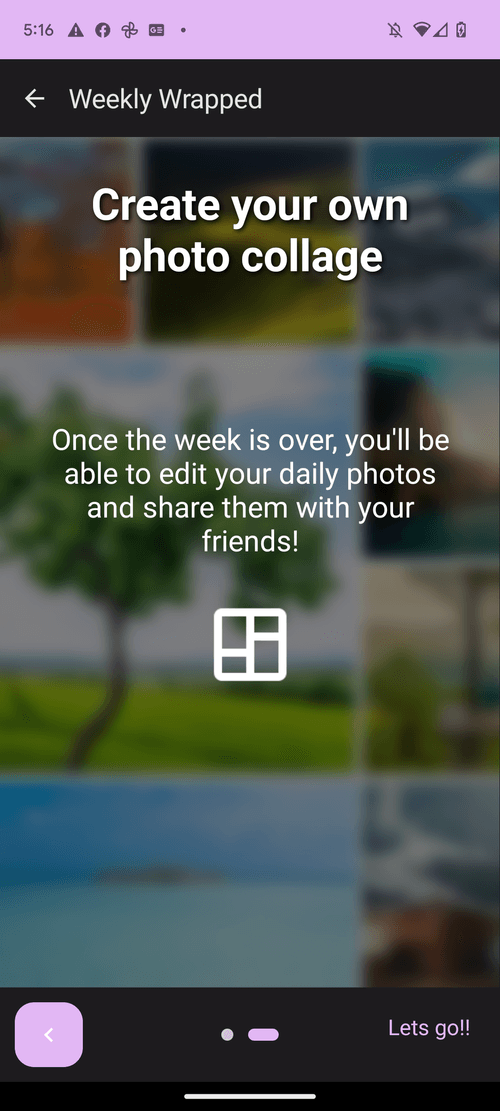 5:16
GE
Weekly Wrapped
Create your own
photo collage
Once the week is over, you'll be
able to edit your daily photos
and share them with your
friends!
Lets go!!